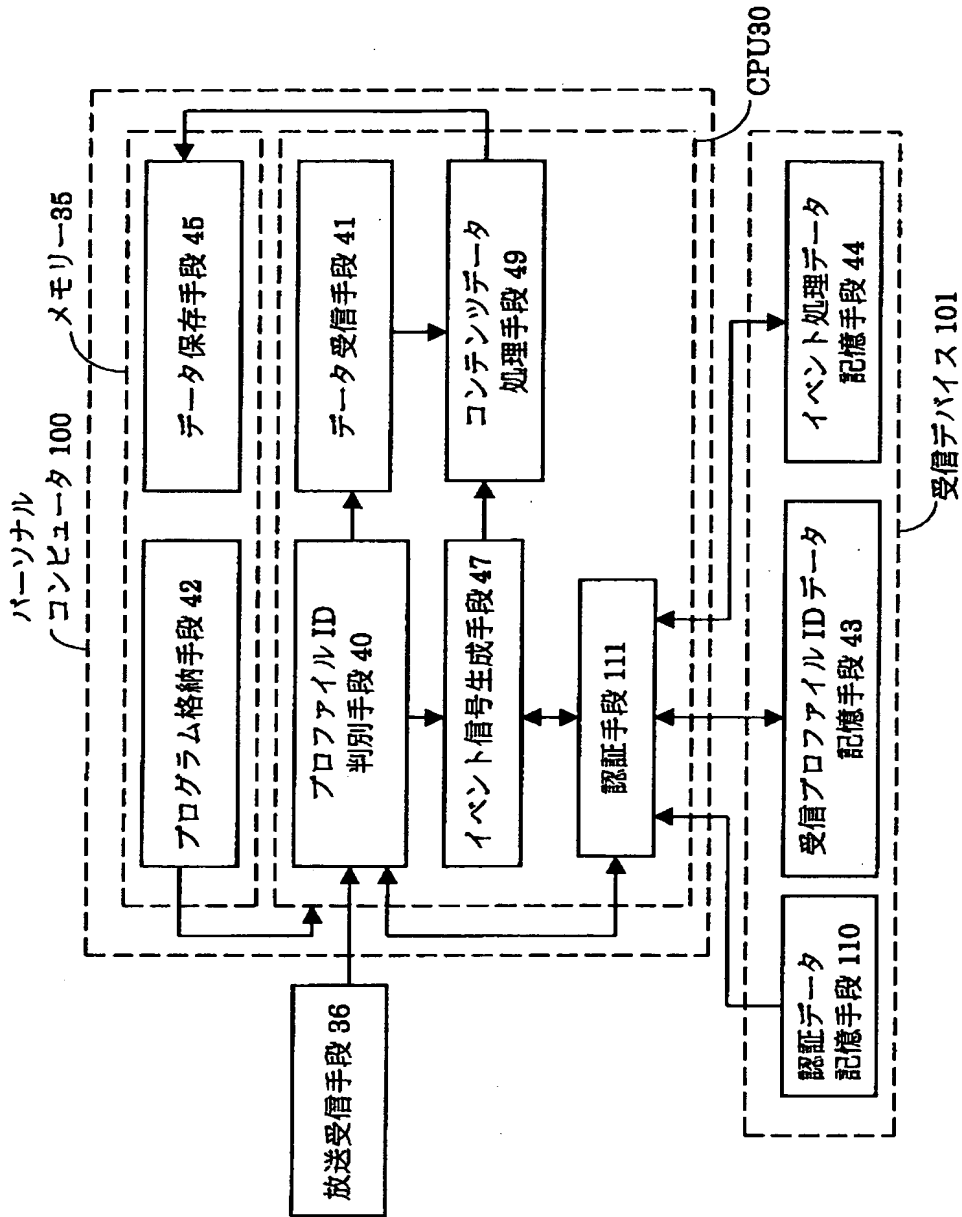 パーソナル
コンピュータ 100
メモリー35
プログラム格納手段 42
データ保存手段 45
放送受信手段 36
プロファイル ID
判別手段 40
データ受信手段 41
イベント信号生成手段 47
コンテンツデータ
処理手段 49
認証手段 111
CPU30
認証データ
記憶手段 110
受信プロファイル ID データ
記憶手段 43
イベント処理データ
記憶手段 44
受信デバイス 101